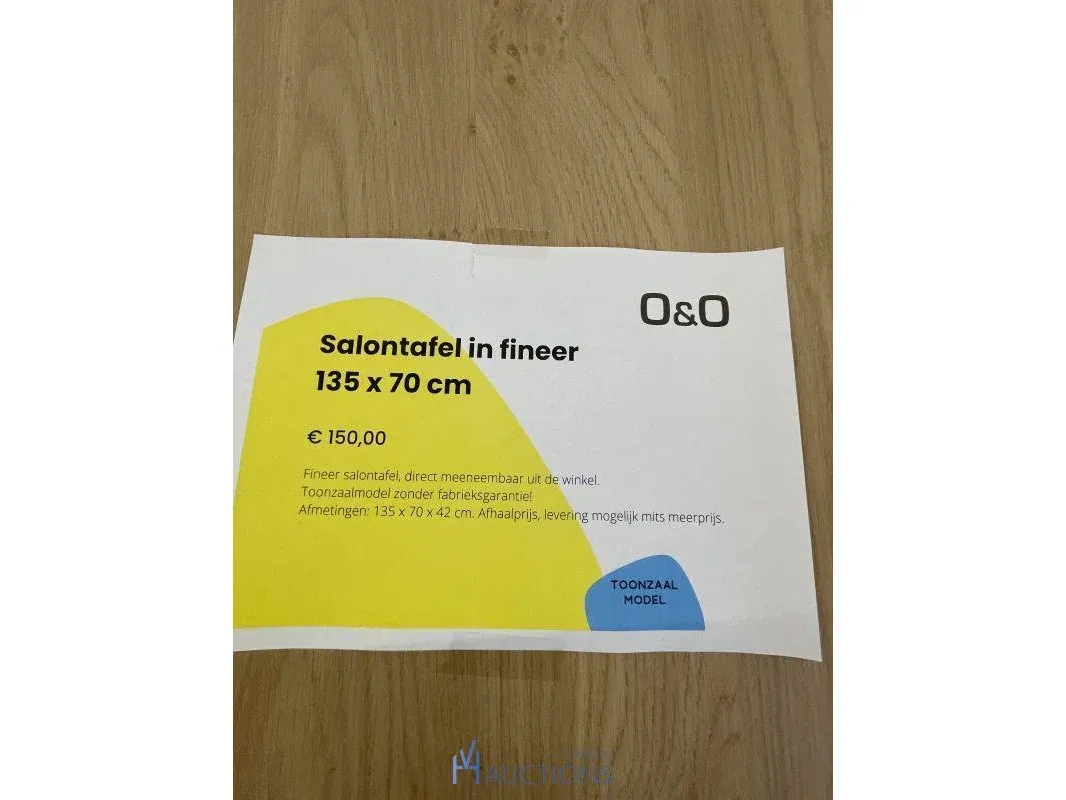 O&O
Salontafel in fineer
135 x 70 cm
€ 150,00
Fineer salontafel, direct meeneembaar uit de winkel.
Toonzaalmodel zonder fabrieksgarantie!
Afmetingen: 135 x 70 x 42 cm. Afhaalprijs, levering mogelijk mits meerprijs.
TOONZAAL
MODEL
AUCTIONS